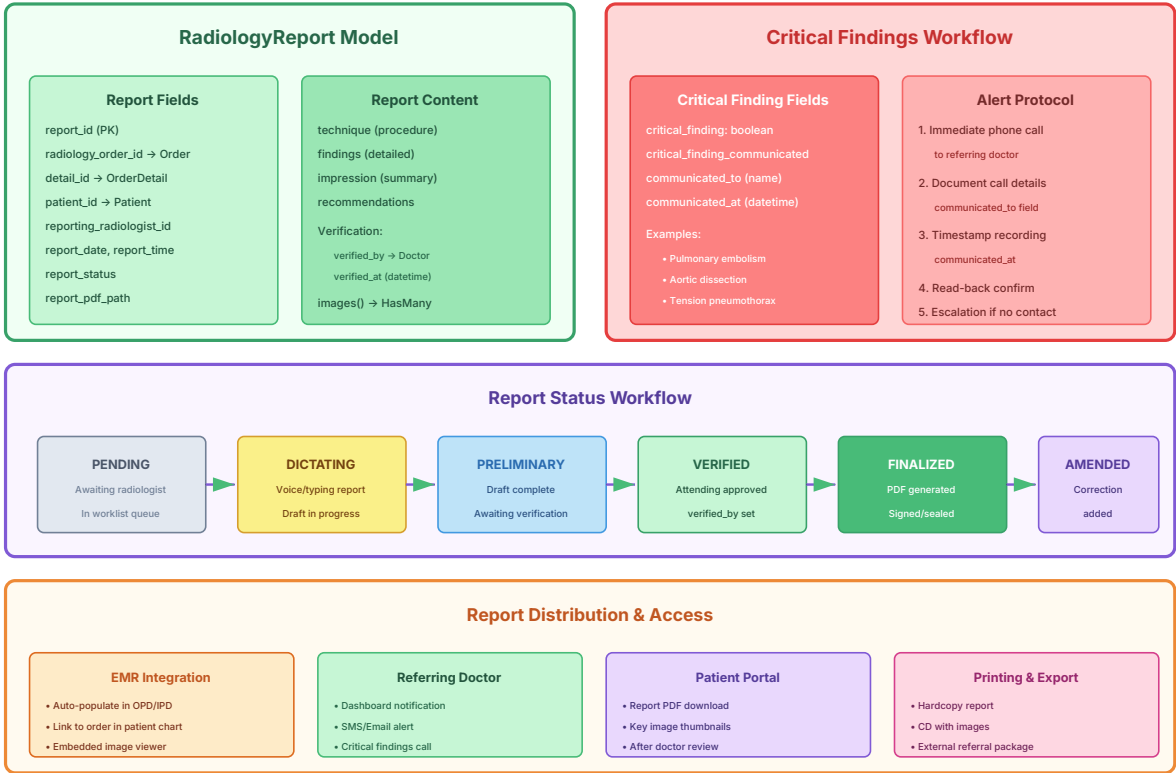 RadiologyReport Model
Report Fields
report_id (PK)
radiology_order_id → Order
detail_id → OrderDetail
patient_id → Patient
reporting_radiologist_id
report_date, report_time
report_status
report_pdf_path
Report Content
technique (procedure)
findings (detailed)
impression (summary)
recommendations
Verification:
verified_by → Doctor
verified_at (datetime)
images() → HasMany
Critical Findings Workflow
Critical Finding Fields
critical_finding: boolean
critical_finding_communicated
communicated_to (name)
communicated_at (datetime)
Examples:
• Pulmonary embolism
• Aortic dissection
• Tension pneumothorax
Alert Protocol
1. Immediate phone call
to referring doctor
2. Document call details
communicated_to field
3. Timestamp recording
communicated_at
4. Read-back confirm
5. Escalation if no contact
Report Status Workflow
PENDING
Awaiting radiologist
In worklist queue
DICTATING
Voice/typing report
Draft in progress
PRELIMINARY
Draft complete
Awaiting verification
VERIFIED
Attending approved
verified_by set
FINALIZED
PDF generated
Signed/sealed
AMENDED
Correction
added
Report Distribution & Access
EMR Integration
• Auto-populate in OPD/IPD
• Link to order in patient chart
• Embedded image viewer
Referring Doctor
• Dashboard notification
• SMS/Email alert
• Critical findings call
Patient Portal
• Report PDF download
• Key image thumbnails
• After doctor review
Printing & Export
• Hardcopy report
• CD with images
• External referral package